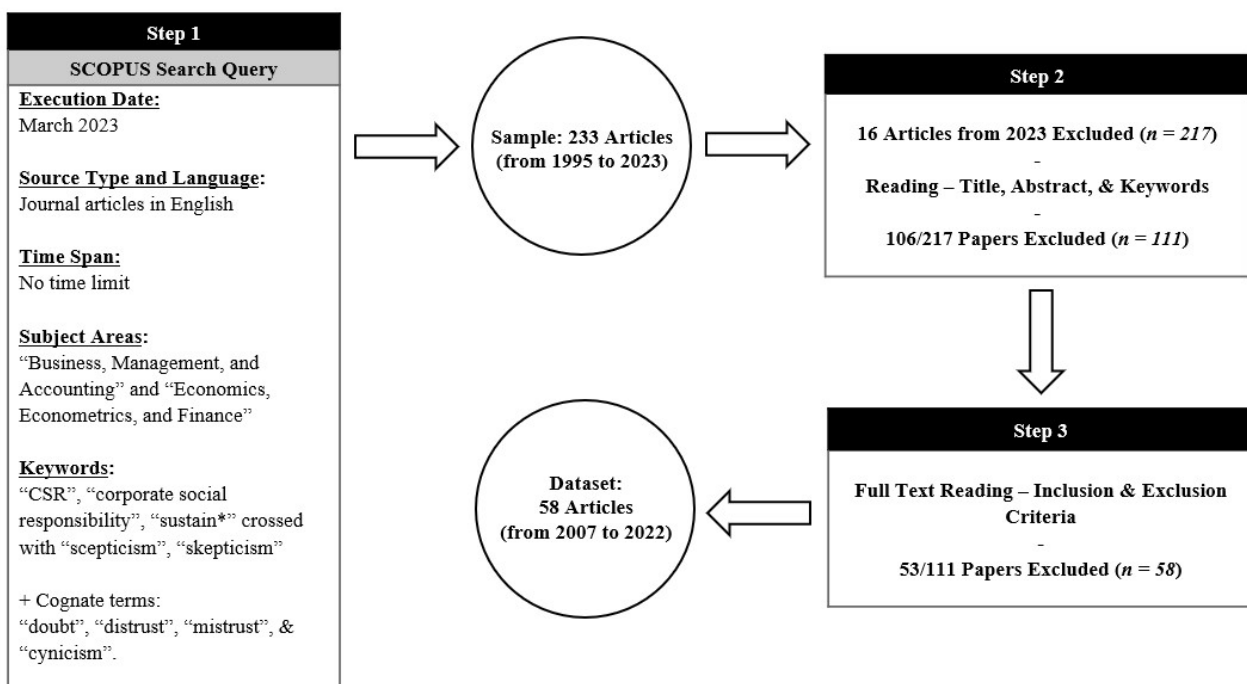 Step 1
SCOPUS Search Query
Execution Date:
March 2023
Source Type and Language:
Journal articles in English
Time Span:
No time limit
Subject Areas:
“Business, Management, and
Accounting” and “Economics,
Econometrics, and Finance”
Keywords:
“CSR”, “corporate social
responsibility”, “sustain*” crossed
with “scepticism”, “skepticism”
+ Cognate terms:
“doubt”, “distrust”, “mistrust”, &
“cynicism”.
Sample: 233 Articles
(from 1995 to 2023)
Step 2
16 Articles from 2023 Excluded (n = 217)
-
Reading – Title, Abstract, & Keywords
-
106/217 Papers Excluded (n = 111)
Step 3
Full Text Reading – Inclusion & Exclusion
Criteria
-
53/111 Papers Excluded (n = 58)
Dataset:
58 Articles
(from 2007 to 2022)